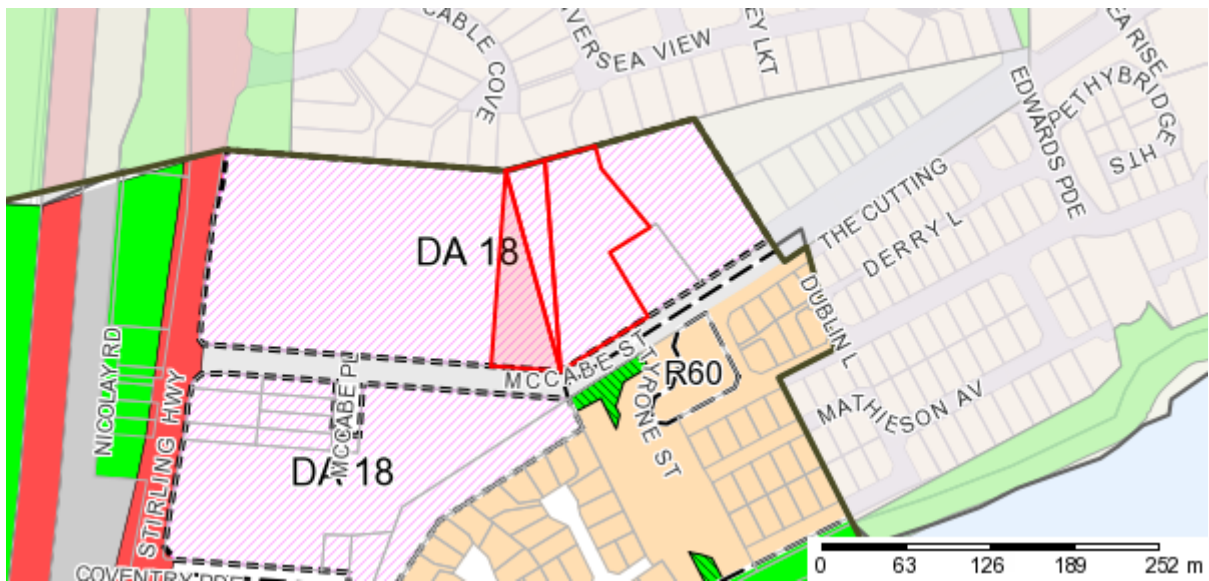 CABLE COVE
SEA VIEW
EY LKT
EA RISE
PETHYBRIDGE
HTS
EDWARDS PDE
THE CUTTING
DERRY L
DUBLIN L
DA 18
NICOLAY RD
STIRLING HWY
MCCABE PL
MCCABE ST
TYRONE ST
R60
MATHIESON AV
DA 18
COVENTRY PDE
0 63 126 189 252 m